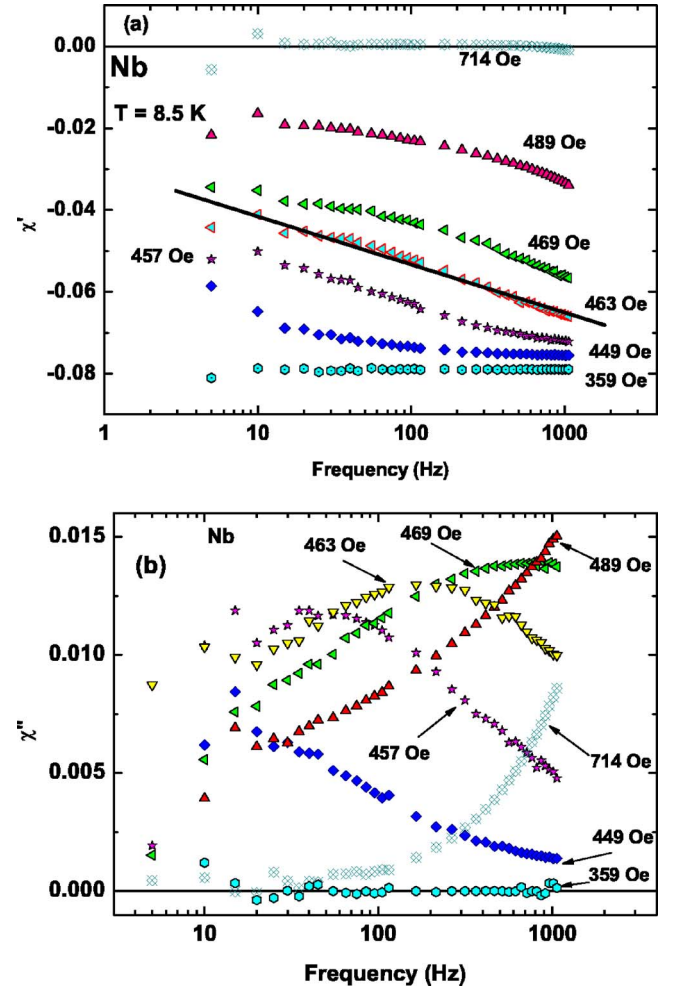 (a)
0.00
714 Oe
Nb
T = 8.5 K
-0.02
489 Oe
χ'
-0.04
469 Oe
457 Oe
-0.06
463 Oe
449 Oe
-0.08
359 Oe
1 10 100 1000
Frequency (Hz)
0.015
Nb
463 Oe
469 Oe
(b)
489 Oe
0.010
χ"
457 Oe
714 Oe
0.005
449 Oe
359 Oe
0.000
10 100 1000
Frequency (Hz)